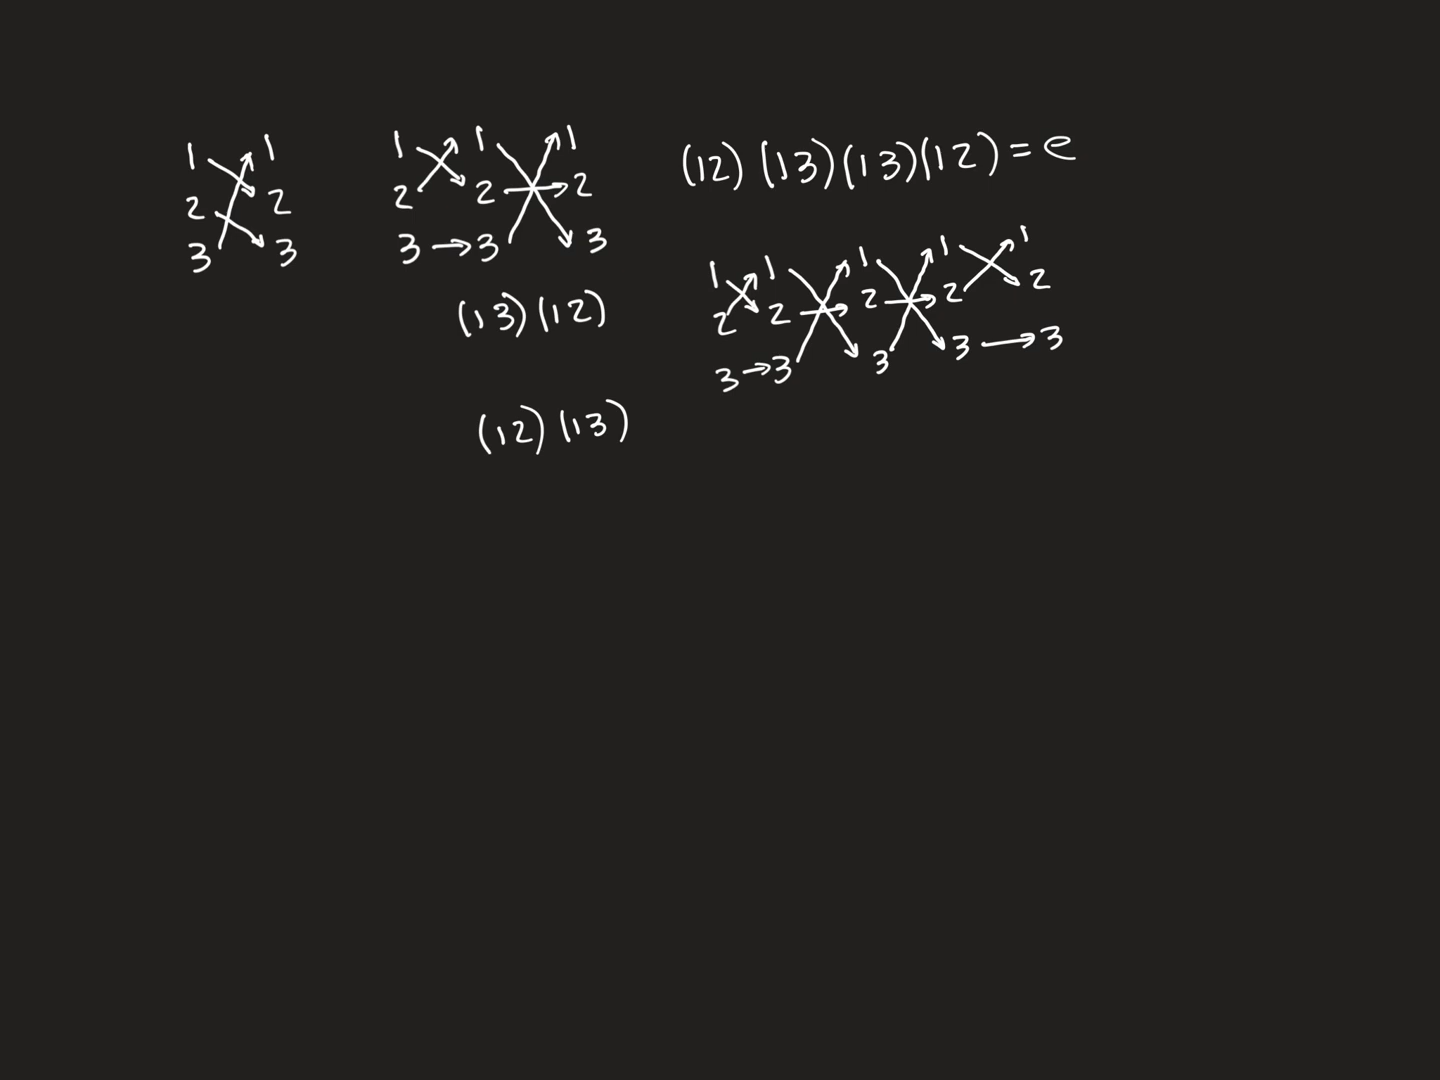 1 1
2 2
3 3
1 1 1
2 2 → 2
3 → 3 3
(13)(12)
(12)(13)
(12)(13)(13)(12) = e
1 1 1 1 1
2 2 → 2 → 2 2
3 → 3 3 3 → 3